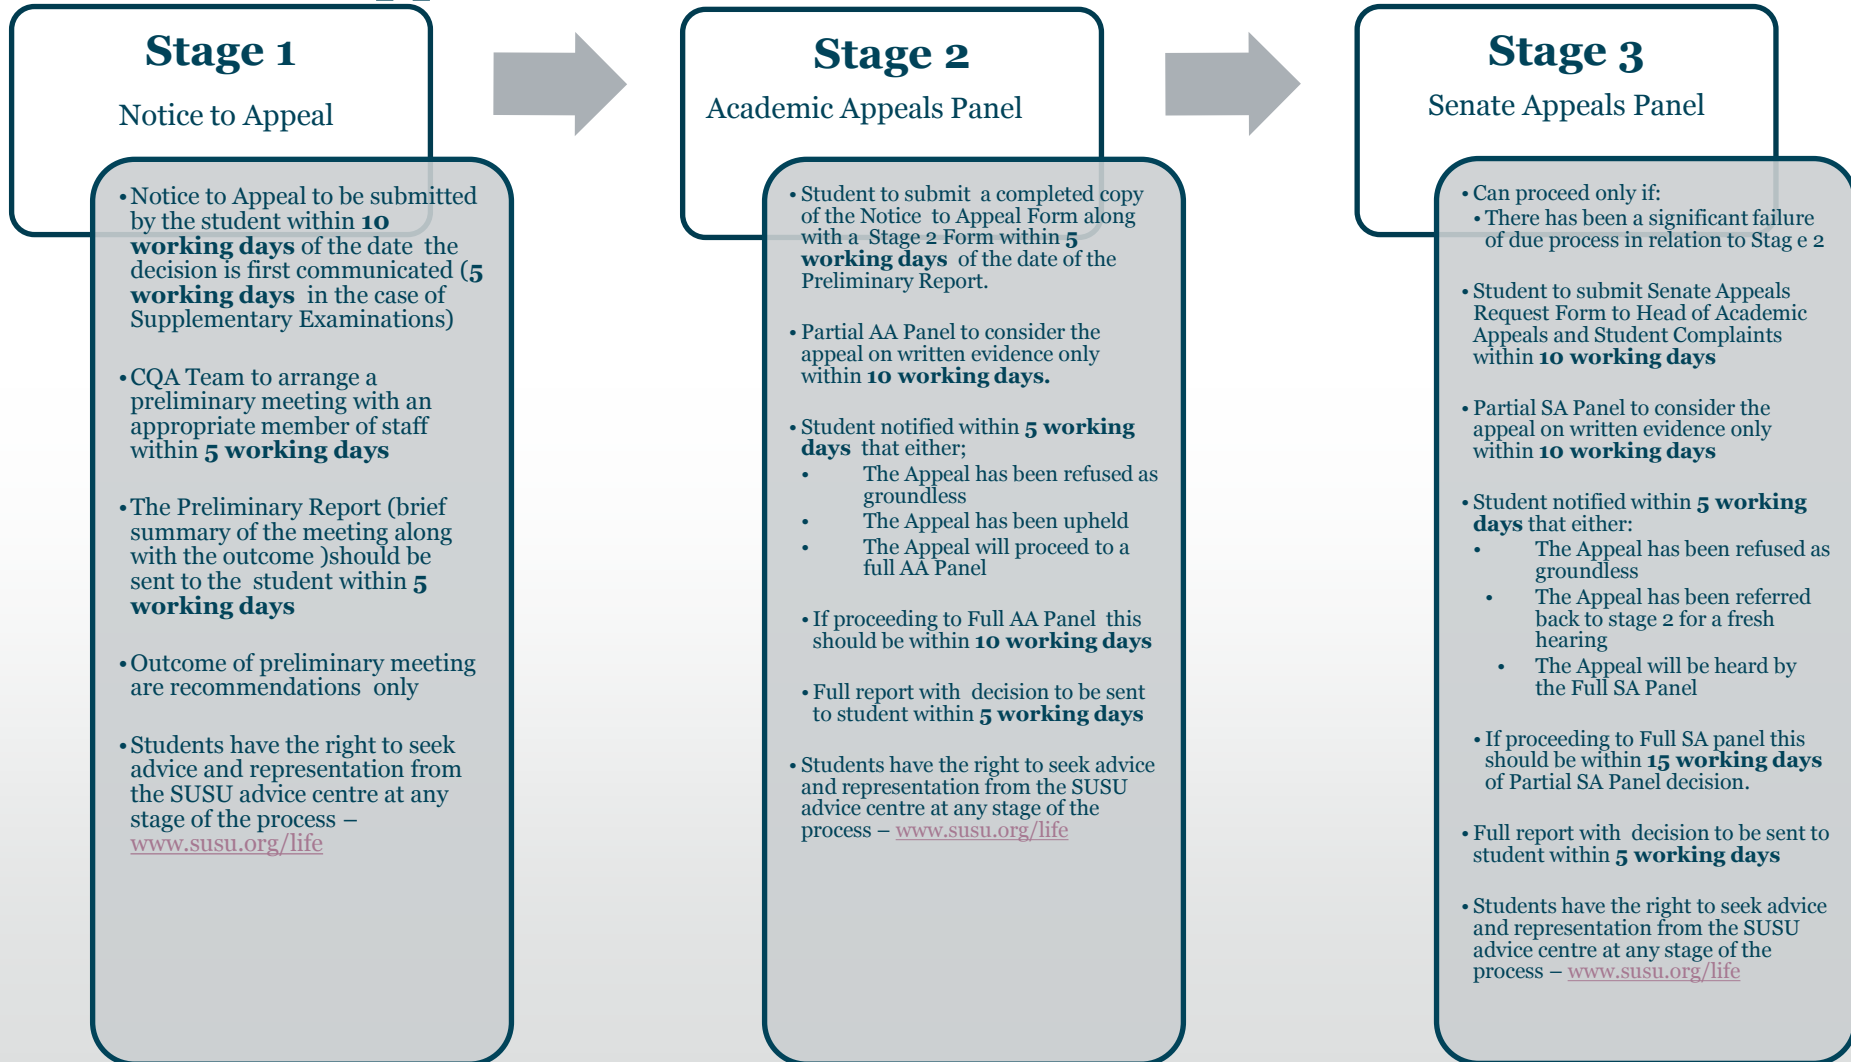 Stage 1
Notice to Appeal
•Notice to Appeal to be submitted
by the student within 10
working days of the date  the
decision is first communicated (5
working days  in the case of
Supplementary Examinations)
•CQA Team to arrange a
preliminary meeting with an
appropriate member of staff
within 5 working days
•The Preliminary Report (brief
summary of the meeting along
with the outcome )should be
sent to the  student within 5
working days
•Outcome of preliminary meeting
are recommendations  only
•Students have the right to seek
advice and representation from
the SUSU advice centre at any
stage of the process –
www.susu.org/life
Stage 2
Academic Appeals Panel
• Student to submit  a completed copy
of the Notice  to Appeal Form along
with a  Stage 2 Form within 5
working days  of the date of the
Preliminary Report.
• Partial AA Panel to consider the
appeal on written evidence only
within 10 working days.
• Student notified within 5 working
days  that either;
• The Appeal has been refused as
groundless
• The Appeal has been upheld
• The Appeal will proceed to a
full AA Panel
• If proceeding to Full AA Panel  this
should be within 10 working days
• Full report with  decision to be sent
to student within 5 working days
• Students have the right to seek advice
and representation from the SUSU
advice centre at any stage of the
process – www.susu.org/life
Stage 3
Senate Appeals Panel
• Can proceed only if:
• There has been a significant failure
of due process in relation to Stag e 2
• Student to submit Senate Appeals
Request Form to Head of Academic
Appeals and Student Complaints
within 10 working days
• Partial SA Panel to consider the
appeal on written evidence only
within 10 working days
• Student notified within 5 working
days that either:
• The Appeal has been refused as
groundless
• The Appeal has been referred
back to stage 2 for a fresh
hearing
• The Appeal will be heard by
the Full SA Panel
• If proceeding to Full SA panel this
should be within 15 working days
of Partial SA Panel decision.
• Full report with  decision to be sent to
student within 5 working days
• Students have the right to seek advice
and representation from the SUSU
advice centre at any stage of the
process – www.susu.org/life